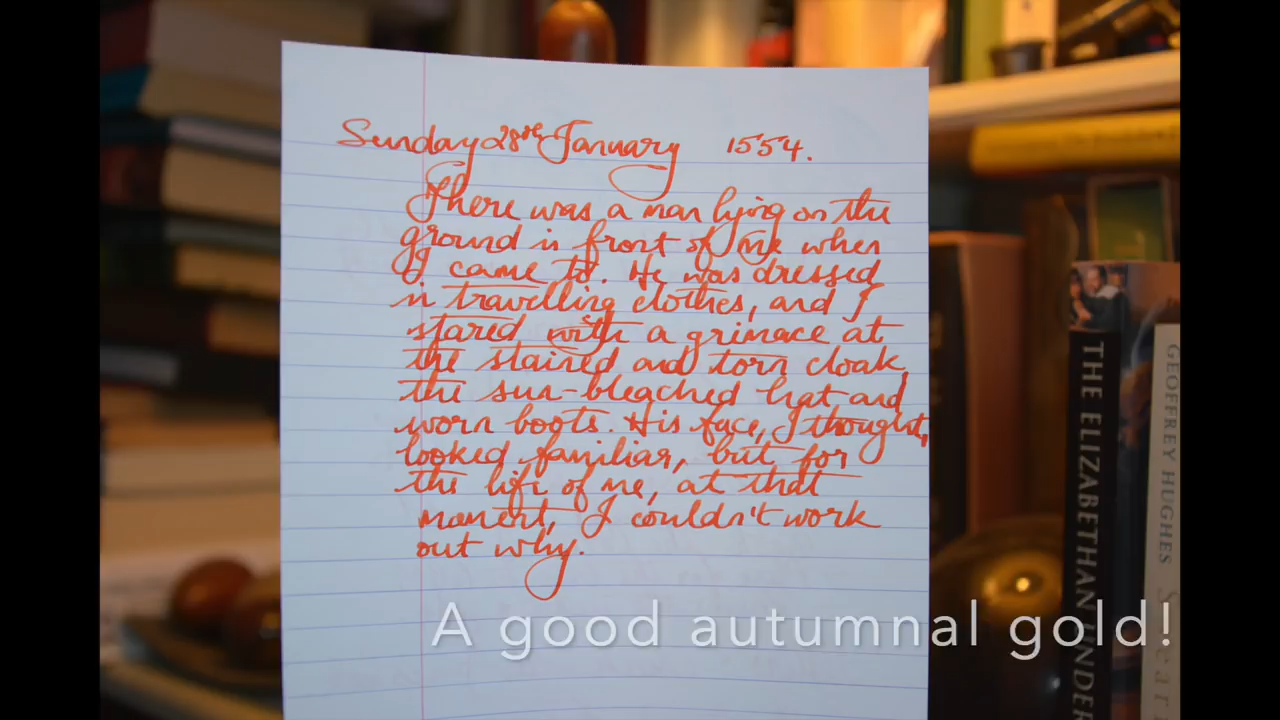 Sunday 28th January 1554.
There was a man lying on the
ground in front of me when
I came to. He was dressed
in travelling clothes, and I
stared with a grimace at
the stained and torn cloak,
the sun-bleached hat and
worn boots. His face, I thought,
looked familiar, but for
the life of me, at that
moment, I couldn't work
out why.
A good autumnal gold!
THE ELIZABETHAN UNDER
GEOFFREY HUGHES